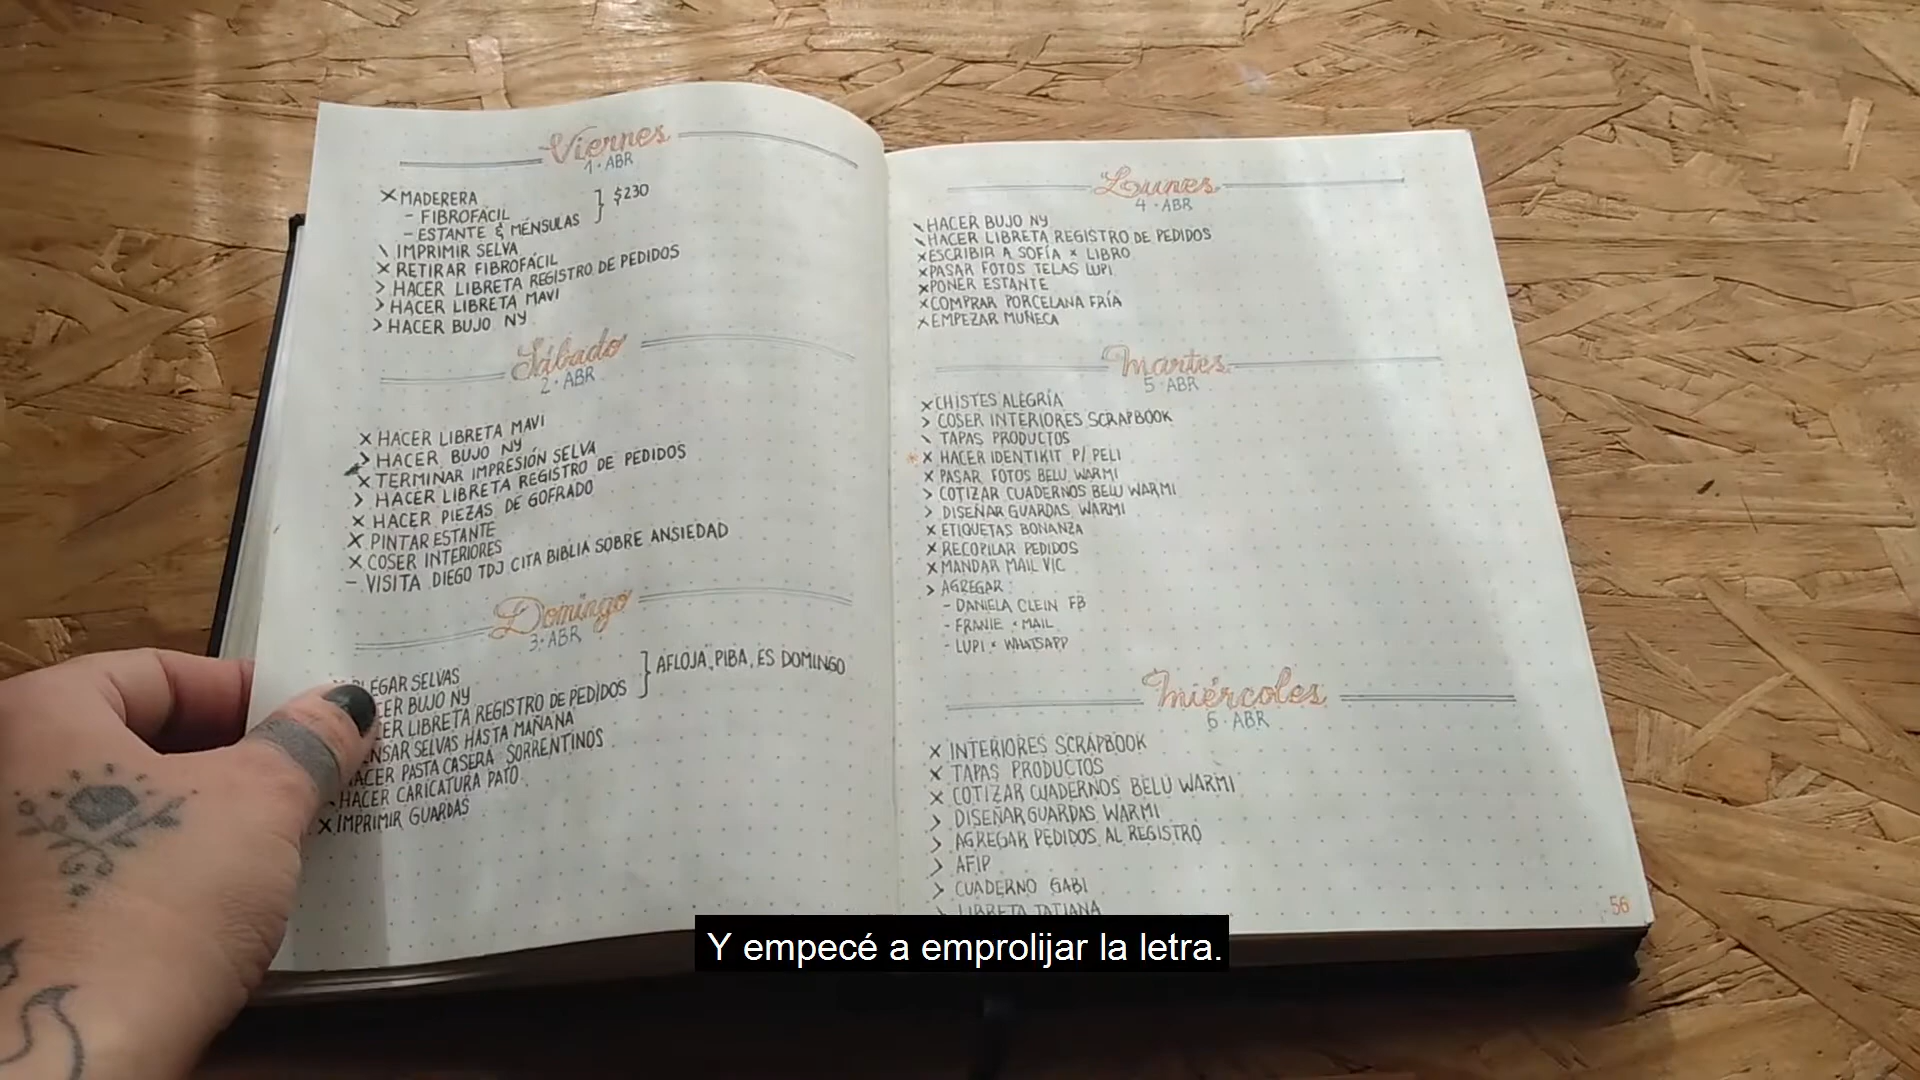 Viernes
1·ABR
× MADERERA
- FIBROFÁCIL
- ESTANTE & MÉNSULAS
} $230
\ IMPRIMIR SELVA
× RETIRAR FIBROFÁCIL
> HACER LIBRETA REGISTRO DE PEDIDOS
> HACER LIBRETA MAVI
> HACER BUJO NY
Sábado
2·ABR
× HACER LIBRETA MAVI
> HACER BUJO NY
× TERMINAR IMPRESIÓN SELVA
> HACER LIBRETA REGISTRO DE PEDIDOS
× HACER PIEZAS DE GOFRADO
× PINTAR ESTANTE
× COSER INTERIORES
- VISITA DIEGO TDJ CITA BIBLIA SOBRE ANSIEDAD
Domingo
3·ABR
PLEGAR SELVAS
CER BUJO NY
CER LIBRETA REGISTRO DE PEDIDOS
} AFLOJA, PIBA, ES DOMINGO
ENSAR SELVAS HASTA MAÑANA
HACER PASTA CASERA SORRENTINOS
\ HACER CARICATURA PATO
× IMPRIMIR GUARDAS
Lunes
4·ABR
\ HACER BUJO NY
\ HACER LIBRETA REGISTRO DE PEDIDOS
× ESCRIBIR A SOFÍA × LIBRO
× PASAR FOTOS TELAS LUPI
× PONER ESTANTE
× COMPRAR PORCELANA FRÍA
× EMPEZAR MUÑECA
Martes
5·ABR
× CHISTES ALEGRÍA
> COSER INTERIORES SCRAPBOOK
\ TAPAS PRODUCTOS
* × HACER IDENTIKIT P/ PELI
× PASAR FOTOS BELU WARMI
> COTIZAR CUADERNOS BELU WARMI
> DISEÑAR GUARDAS WARMI
× ETIQUETAS BONANZA
× RECOPILAR PEDIDOS
× MANDAR MAIL VIC
> AGREGAR:
- DANIELA CLEIN FB
- FRANIE × MAIL
- LUPI × WHATSAPP
Miércoles
6·ABR
× INTERIORES SCRAPBOOK
× TAPAS PRODUCTOS
× COTIZAR CUADERNOS BELU WARMI
> DISEÑAR GUARDAS WARMI
> AGREGAR PEDIDOS AL REGISTRO
> AFIP
> CUADERNO GABI
\ LIBRETA TATIANA
56
Y empecé a emprolijar la letra.